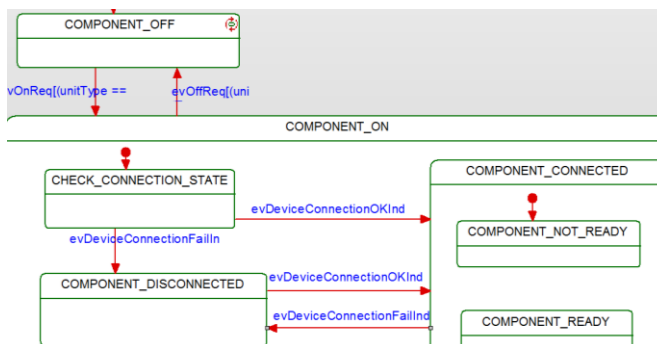 COMPONENT_OFF
vOnReq[(unitType ==
evOffReq[(uni
COMPONENT_ON
CHECK_CONNECTION_STATE
COMPONENT_CONNECTED
evDeviceConnectionOKInd
COMPONENT_NOT_READY
evDeviceConnectionFailIn
COMPONENT_DISCONNECTED
evDeviceConnectionOKInd
evDeviceConnectionFailInd
COMPONENT_READY